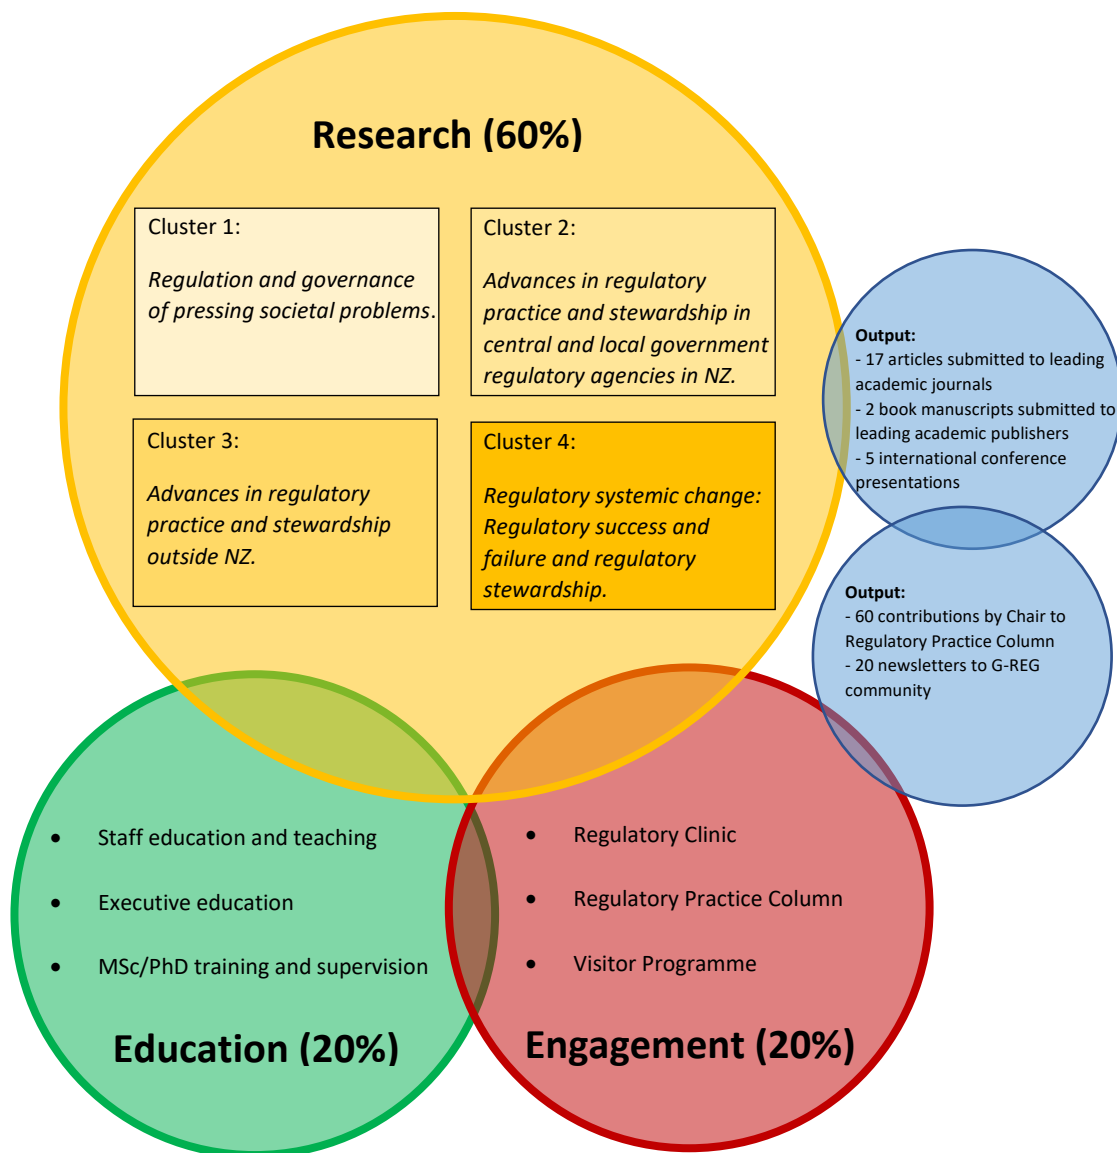 Research (60%)
Cluster 1:
Regulation and governance
of pressing societal problems.
Cluster 2:
Advances in regulatory
practice and stewardship in
central and local government
regulatory agencies in NZ.
Cluster 3:
Advances in regulatory
practice and stewardship
outside NZ.
Cluster 4:
Regulatory systemic change:
Regulatory success and
failure and regulatory
stewardship.
Output:
- 17 articles submitted to leading
academic journals
- 2 book manuscripts submitted to
leading academic publishers
- 5 international conference
presentations
Output:
- 60 contributions by Chair to
Regulatory Practice Column
- 20 newsletters to G-REG
community
• Staff education and teaching
• Executive education
• MSc/PhD training and supervision
Education (20%)
• Regulatory Clinic
• Regulatory Practice Column
• Visitor Programme
Engagement (20%)